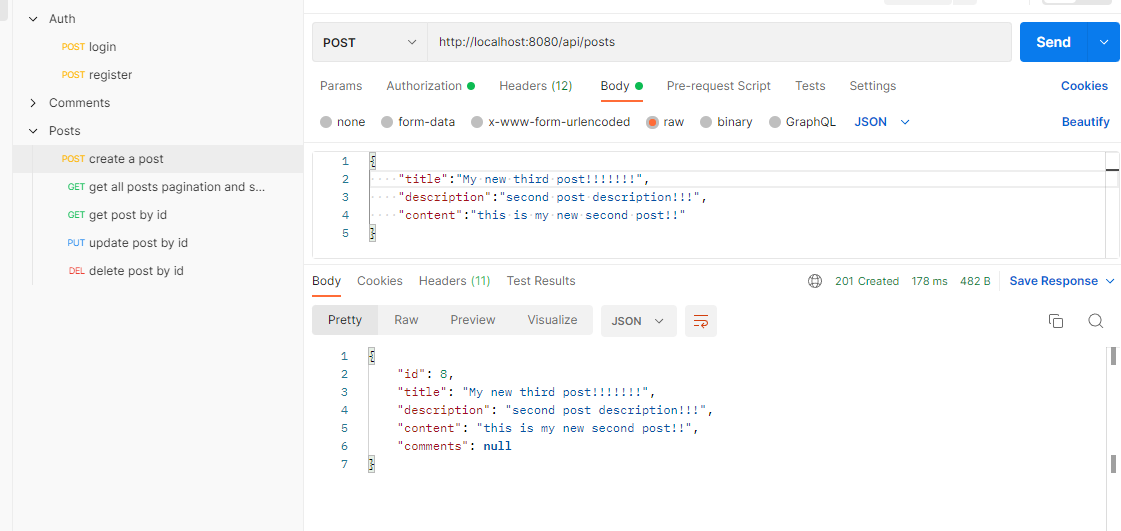 Auth
POST login
POST register
Comments
Posts
POST create a post
GET get all posts pagination and s...
GET get post by id
PUT update post by id
DEL delete post by id
POST http://localhost:8080/api/posts Send
Params Authorization Headers (12) Body Pre-request Script Tests Settings Cookies
none form-data x-www-form-urlencoded raw binary GraphQL JSON Beautify
1 {
2 "title":"My new third post!!!!!!!",
3 "description":"second post description!!!",
4 "content":"this is my new second post!!"
5 }
Body Cookies Headers (11) Test Results 201 Created 178 ms 482 B Save Response
Pretty Raw Preview Visualize JSON
1 {
2 "id": 8,
3 "title": "My new third post!!!!!!!",
4 "description": "second post description!!!",
5 "content": "this is my new second post!!",
6 "comments": null
7 }